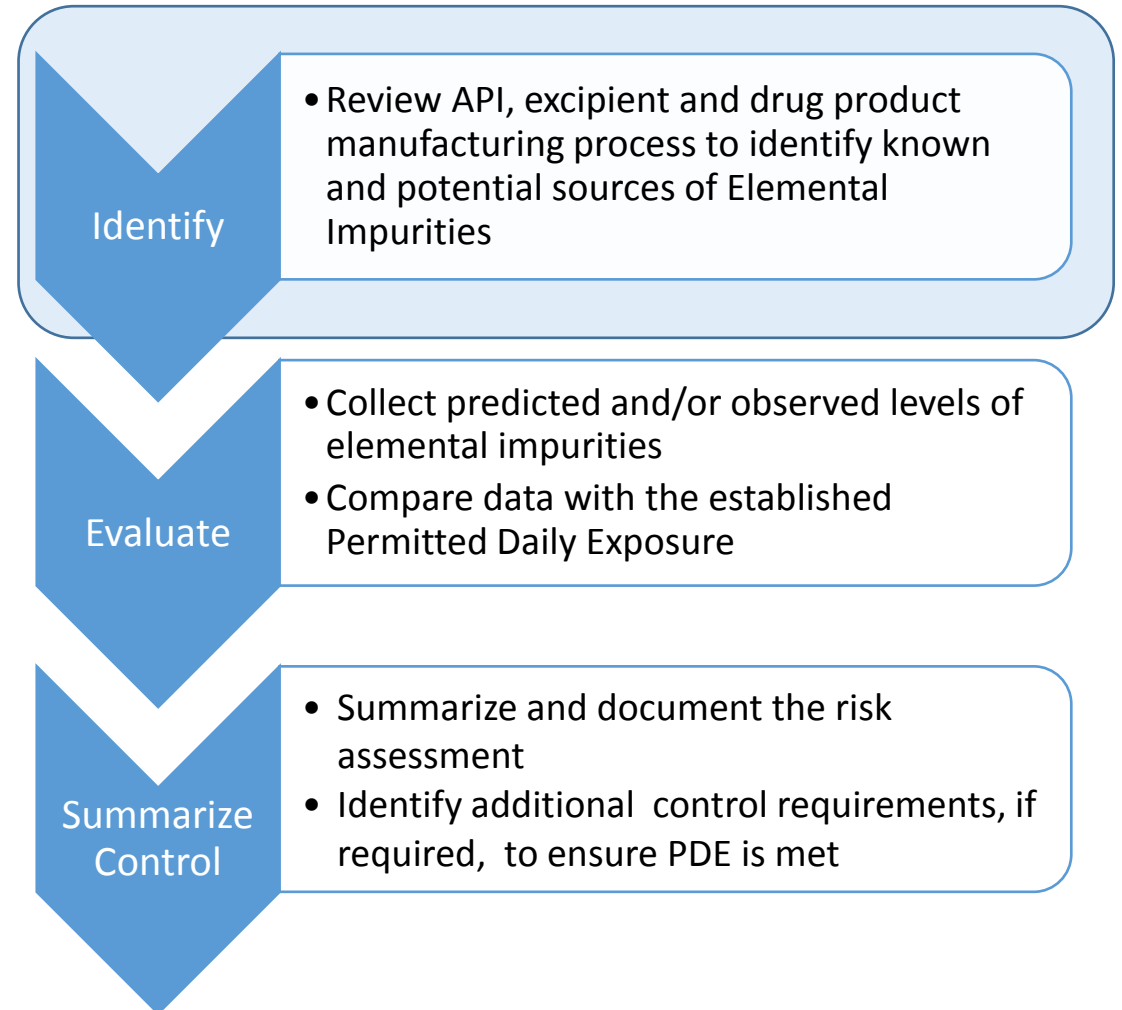 Identify
•Review API, excipient and drug product
manufacturing process to identify known
and potential sources of Elemental
Impurities
Evaluate
•Collect predicted and/or observed levels of
elemental impurities
•Compare data with the established
Permitted Daily Exposure
Summarize
Control
• Summarize and document the risk
assessment
• Identify additional control requirements, if
required, to ensure PDE is met